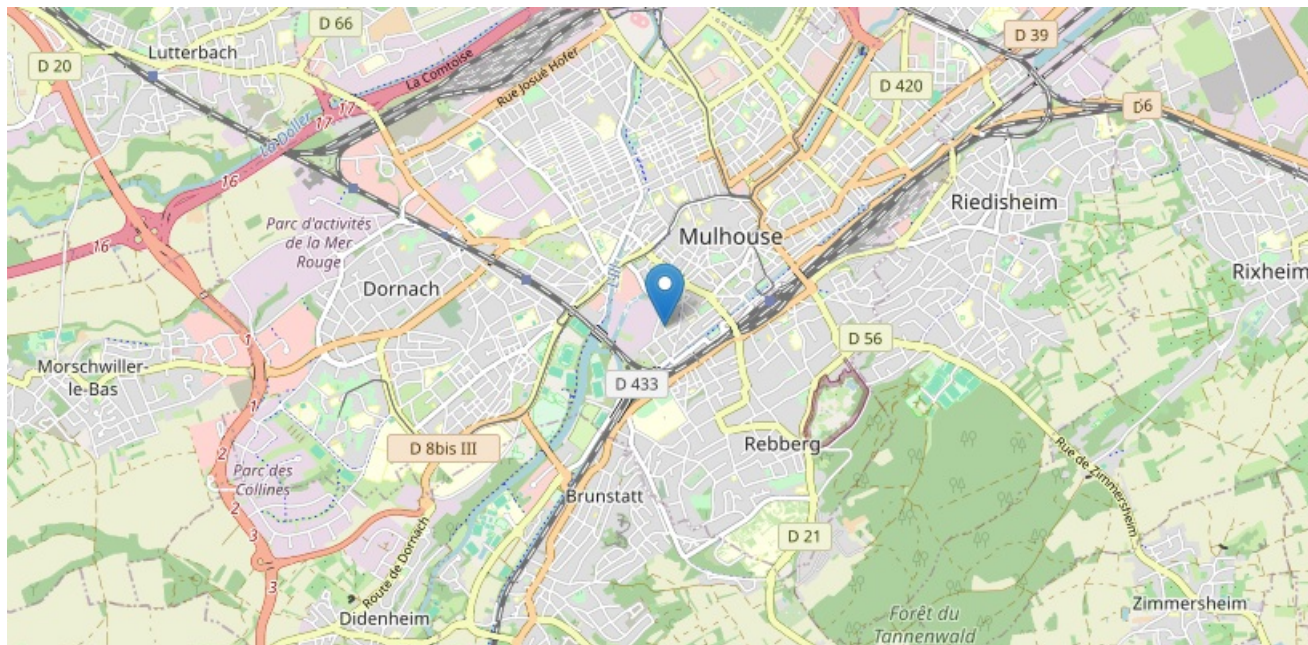 D 66
D 39
Lutterbach
D 20
La Comtoise
D 420
Rue Josué Hofer
D6
17
17
La Doller
16
Riedisheim
Parc d'activités
de la Mer
Rouge
16
Mulhouse
L'Ill
Rixheim
Dornach
1
D 56
Morschwiller-
le-Bas
D 433
1
D 8bis III
Rebberg
2
Rue de Zimmersheim
Parc des
Collines
2
Brunstatt
3
D 21
Route de Dornach
3
Didenheim
Zimmersheim
Forêt du
Tannenwald